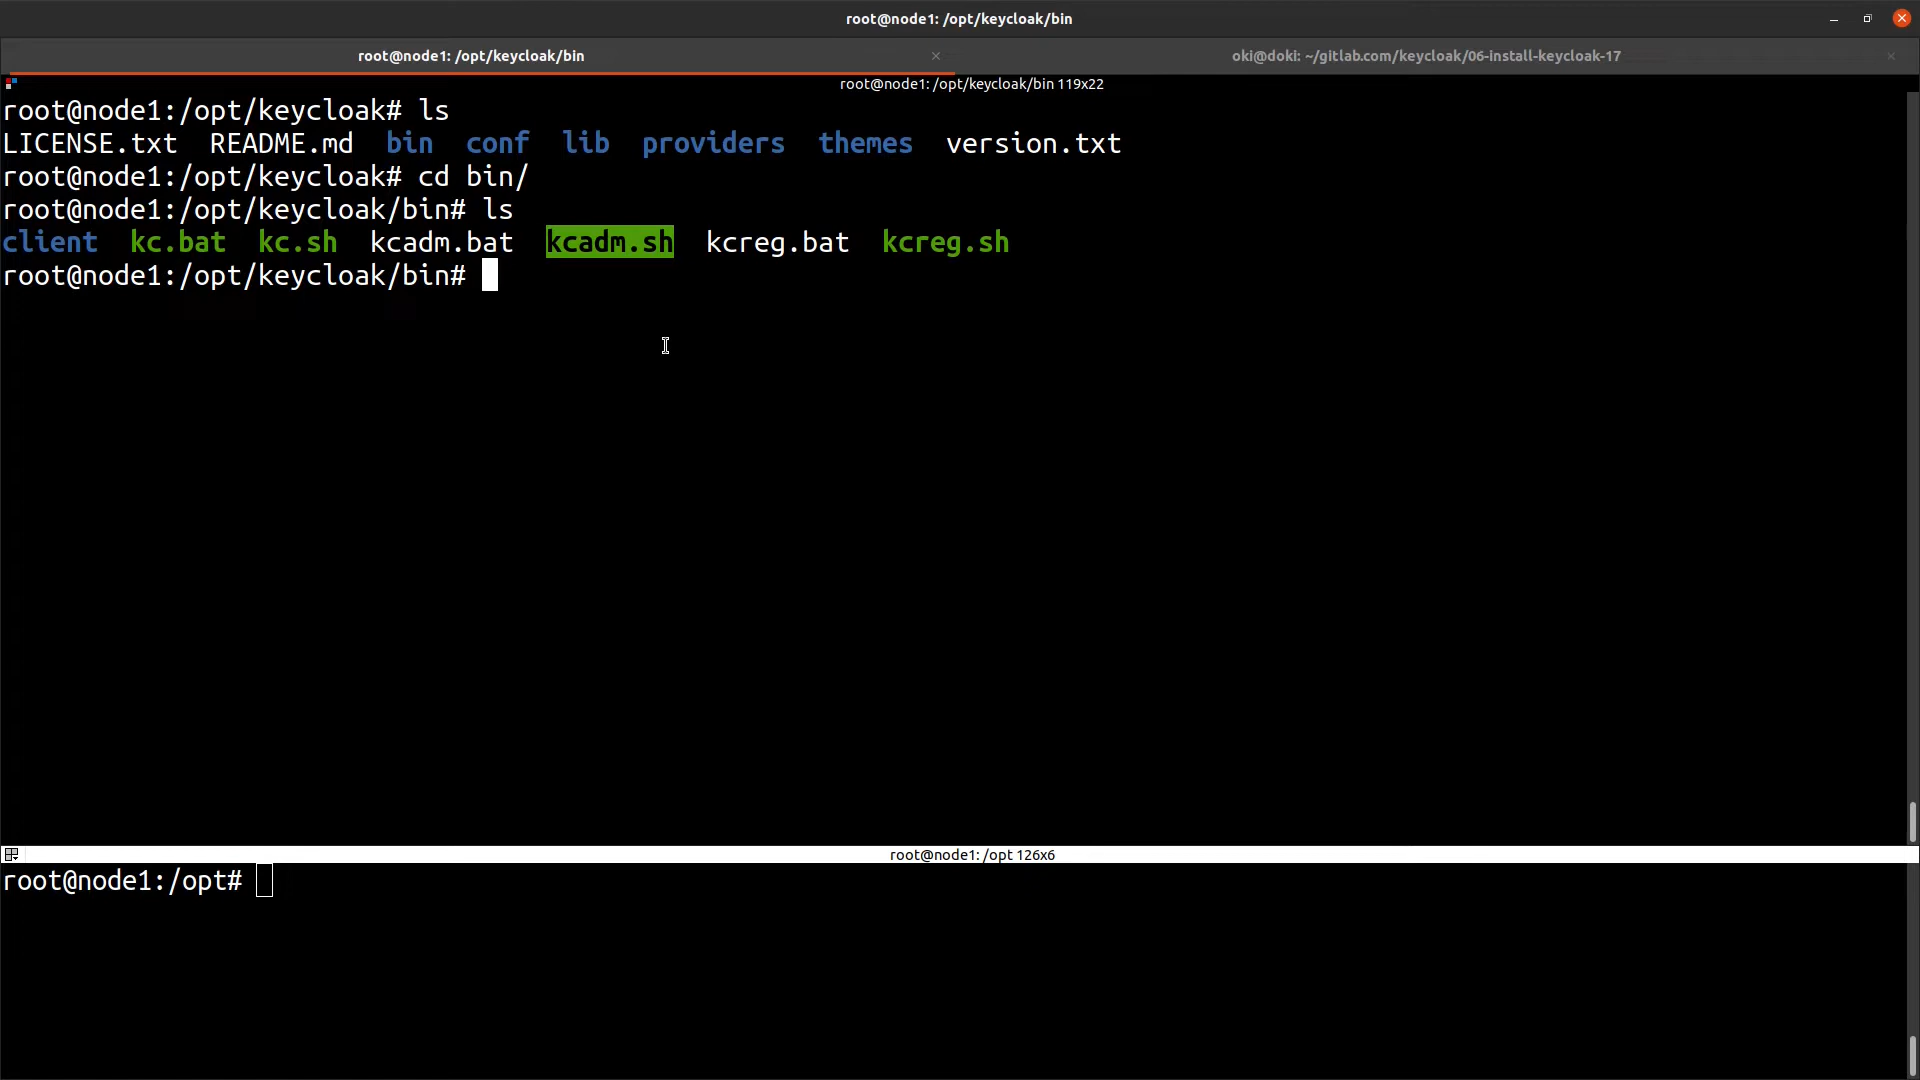 root@node1: /opt/keycloak/bin
root@node1: /opt/keycloak/bin
oki@doki: ~/gitlab.com/keycloak/06-install-keycloak-17
root@node1: /opt/keycloak/bin 119x22
root@node1:/opt/keycloak# ls
LICENSE.txt  README.md  bin  conf  lib  providers  themes  version.txt
root@node1:/opt/keycloak# cd bin/
root@node1:/opt/keycloak/bin# ls
client  kc.bat  kc.sh  kcadm.bat  kcadm.sh  kcreg.bat  kcreg.sh
root@node1:/opt/keycloak/bin#
root@node1: /opt 126x6
root@node1:/opt#